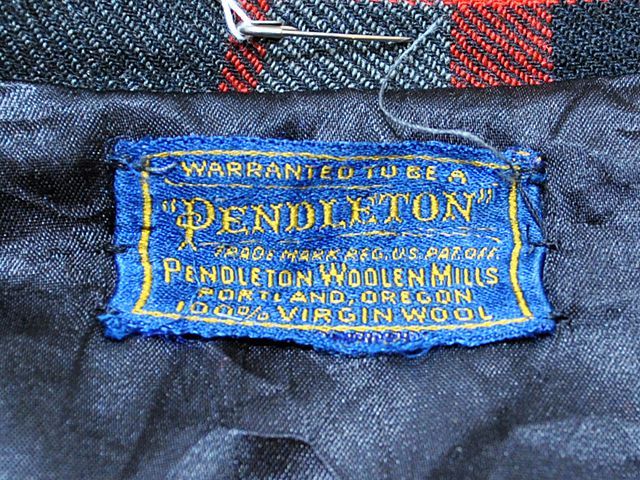 WARRANTED TO BE A
"PENDLETON"
TRADE MARK REG. U.S. PAT. OFF.
PENDLETON WOOLEN MILLS
PORTLAND, OREGON
100% VIRGIN WOOL